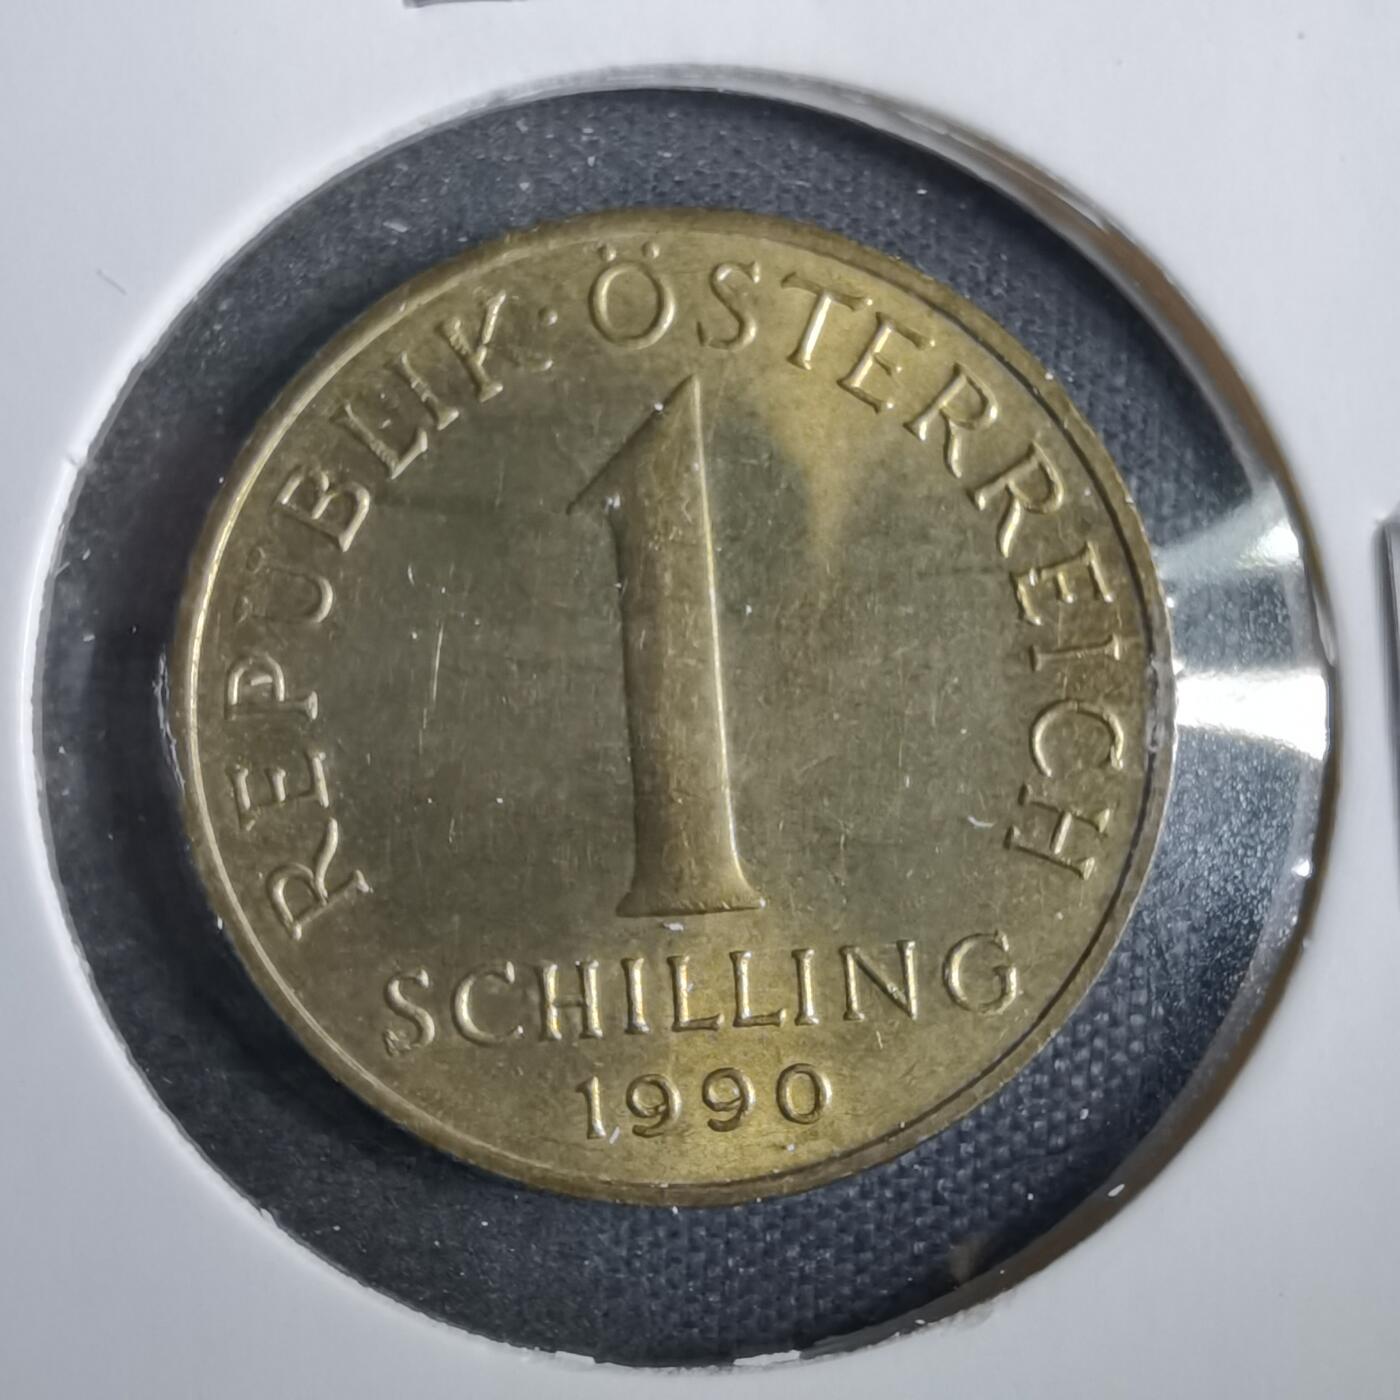 REPUBLIK · ÖSTERREICH
1
SCHILLING
1990